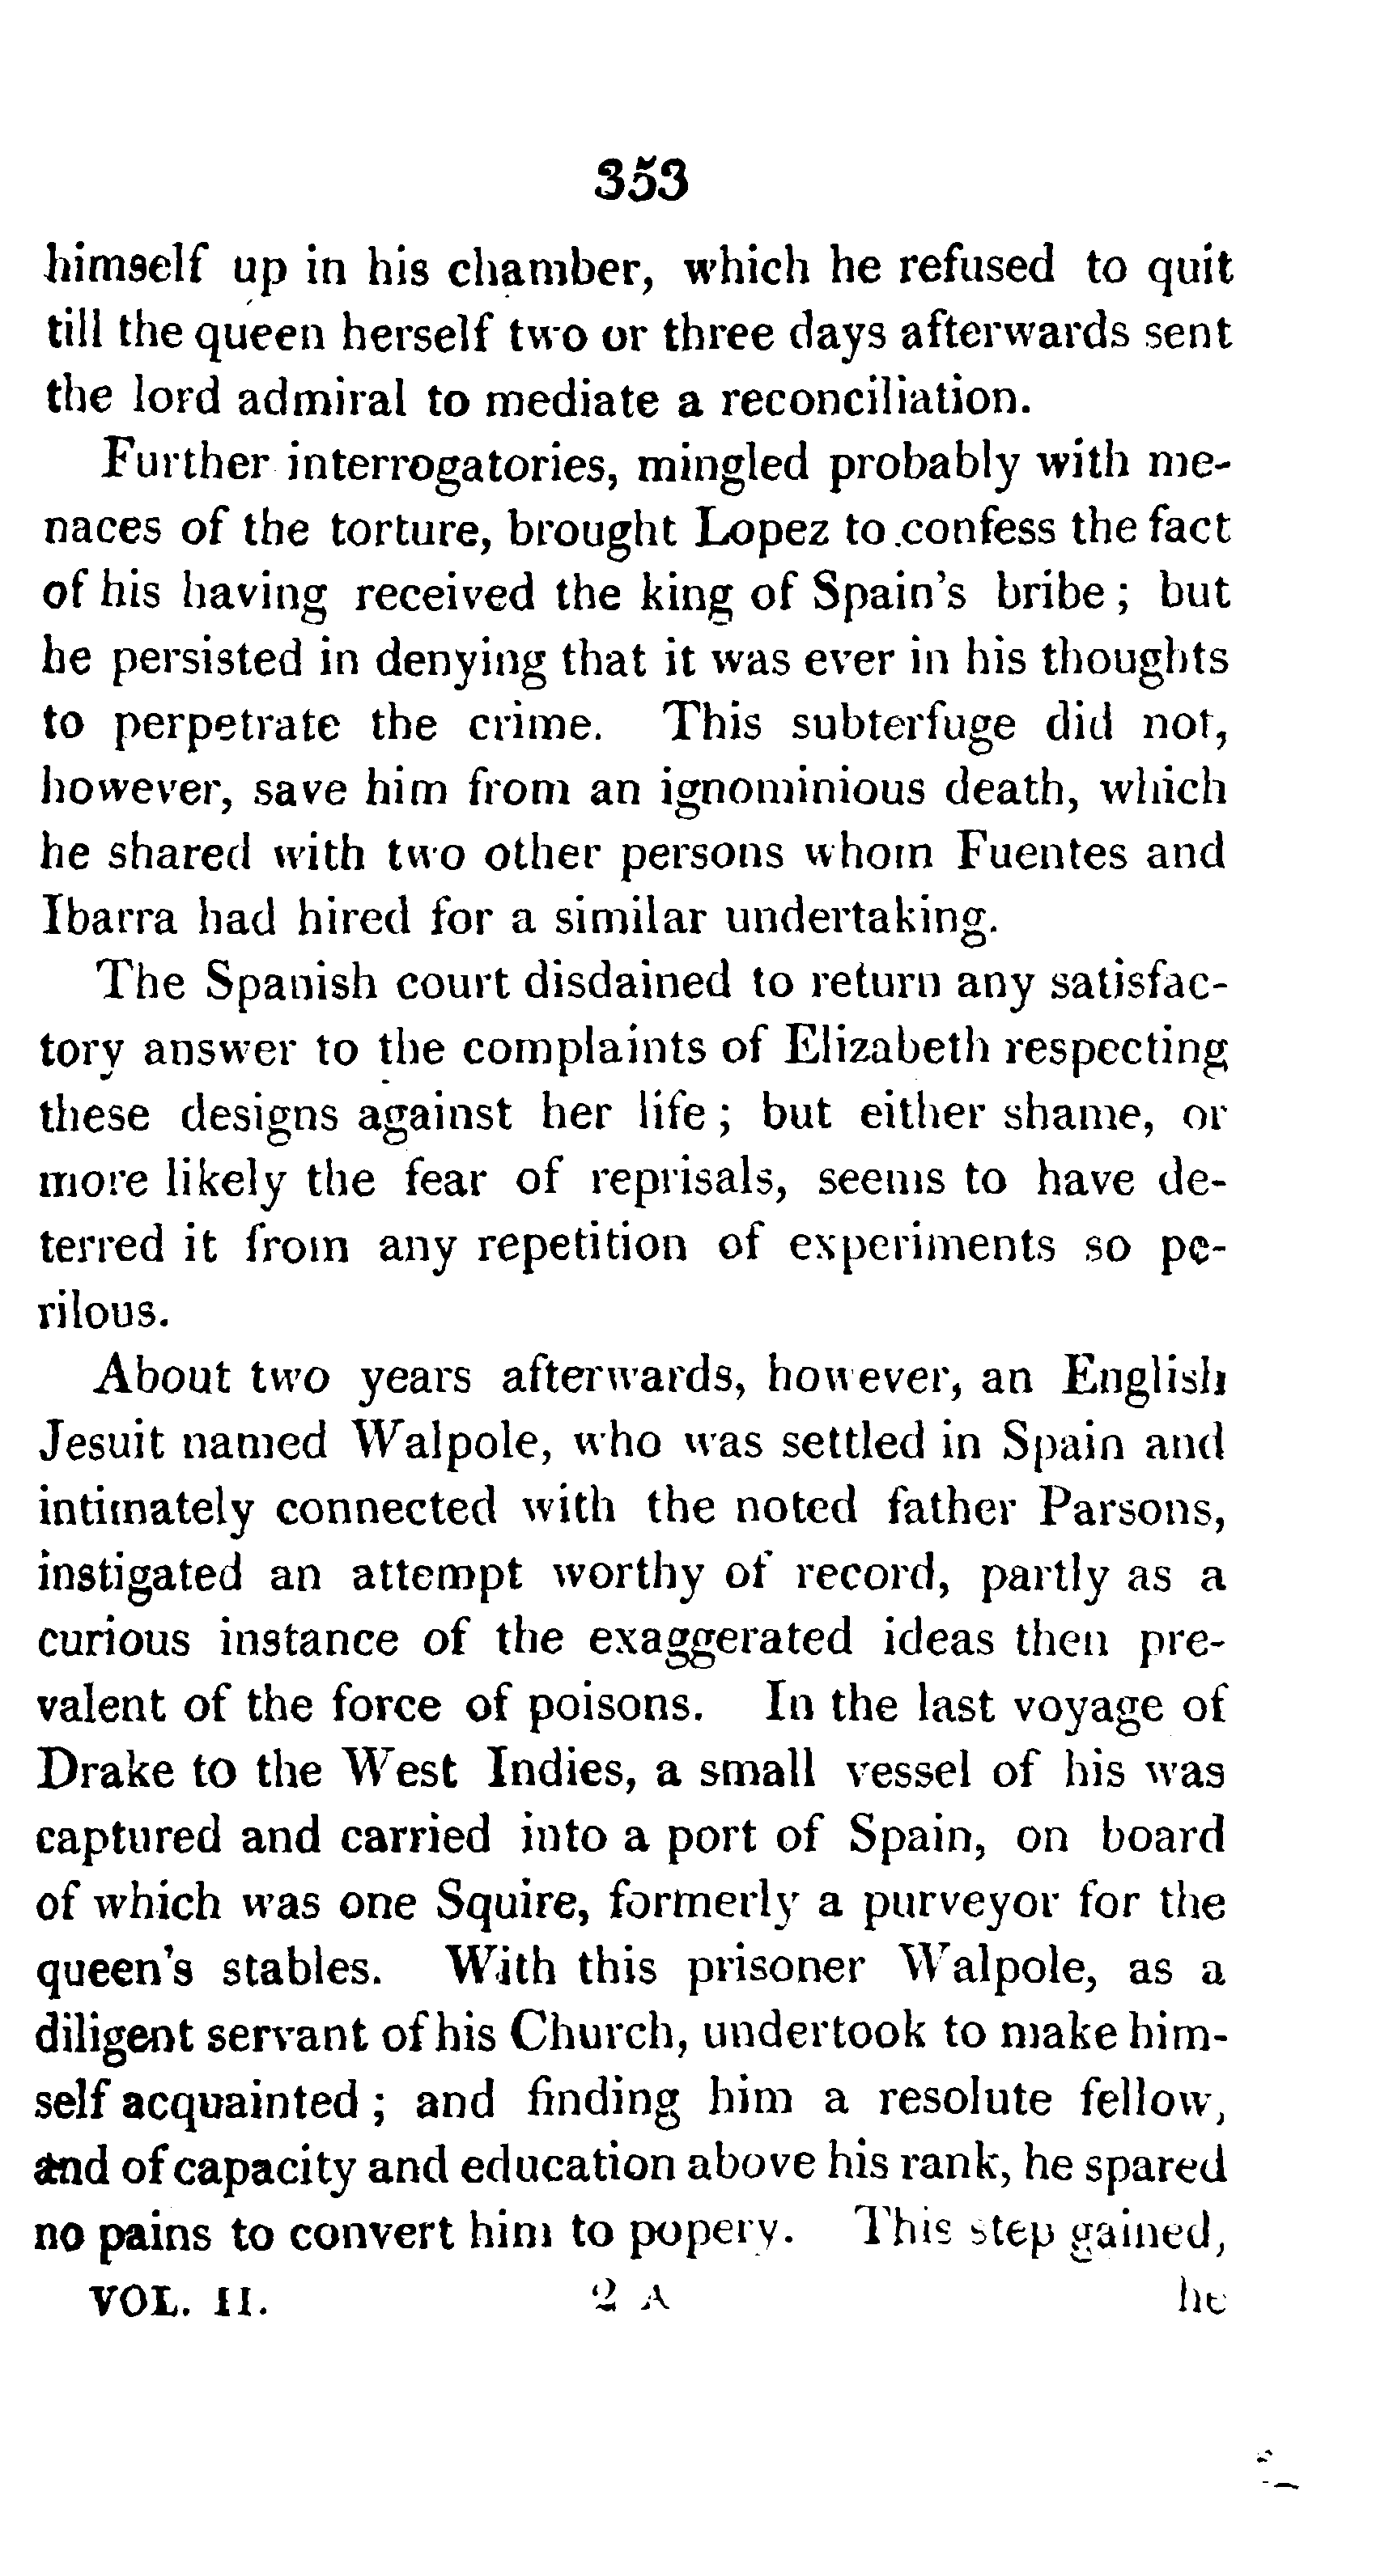 353
himself up in his chamber, which he refused to quit
till the queen herself two or three days afterwards sent
the lord admiral to mediate a reconciliation.
Further interrogatories, mingled probably with me-
naces of the torture, brought Lopez to confess the fact
of his having received the king of Spain's bribe; but
he persisted in denying that it was ever in his thoughts
to perpetrate the crime. This subterfuge did not,
however, save him from an ignominious death, which
he shared with two other persons whom Fuentes and
Ibarra had hired for a similar undertaking.
The Spanish court disdained to return any satisfac-
tory answer to the complaints of Elizabeth respecting
these designs against her life; but either shame, or
more likely the fear of reprisals, seems to have de-
terred it from any repetition of experiments so pe-
rilous.
About two years afterwards, however, an English
Jesuit named Walpole, who was settled in Spain and
intimately connected with the noted father Parsons,
instigated an attempt worthy of record, partly as a
curious instance of the exaggerated ideas then pre-
valent of the force of poisons. In the last voyage of
Drake to the West Indies, a small vessel of his was
captured and carried into a port of Spain, on board
of which was one Squire, formerly a purveyor for the
queen's stables. With this prisoner Walpole, as a
diligent servant of his Church, undertook to make him-
self acquainted; and finding him a resolute fellow,
and of capacity and education above his rank, he spared
no pains to convert him to popery. This step gained,
VOL. II. 2 A he